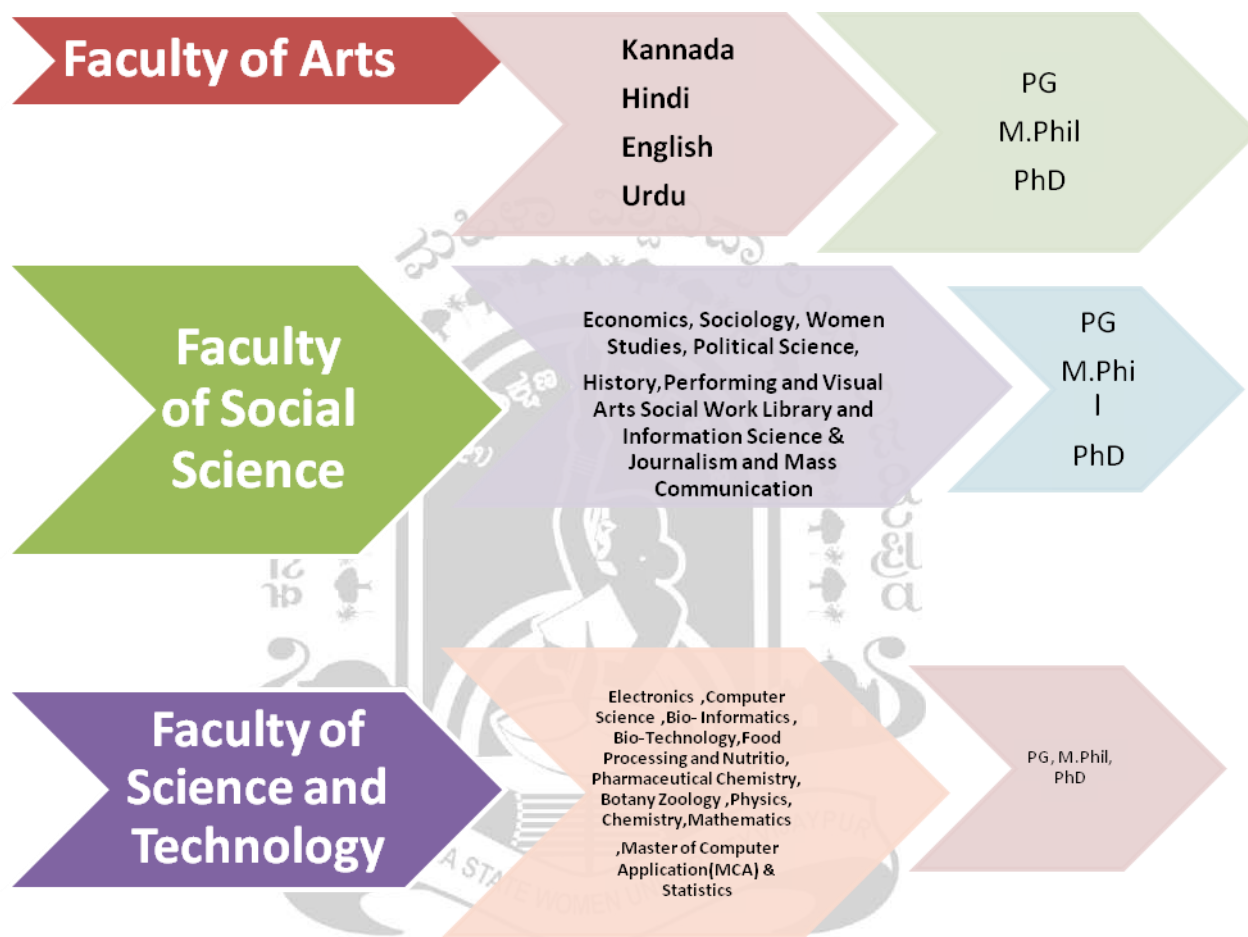 Faculty of Arts
Kannada
Hindi
English
Urdu
PG
M.Phil
PhD
Faculty
of Social
Science
Economics, Sociology, Women
Studies, Political Science,
History,Performing and Visual
Arts Social Work Library and
Information Science &
Journalism and Mass
Communication
PG
M.Phi
l
PhD
Faculty of
Science and
Technology
Electronics ,Computer
Science ,Bio- Informatics ,
Bio-Technology,Food
Processing and Nutritio,
Pharmaceutical Chemistry,
Botany Zoology ,Physics,
Chemistry,Mathematics
,Master of Computer
Application(MCA) &
Statistics
PG, M.Phil,
PhD
A STATE WOMEN